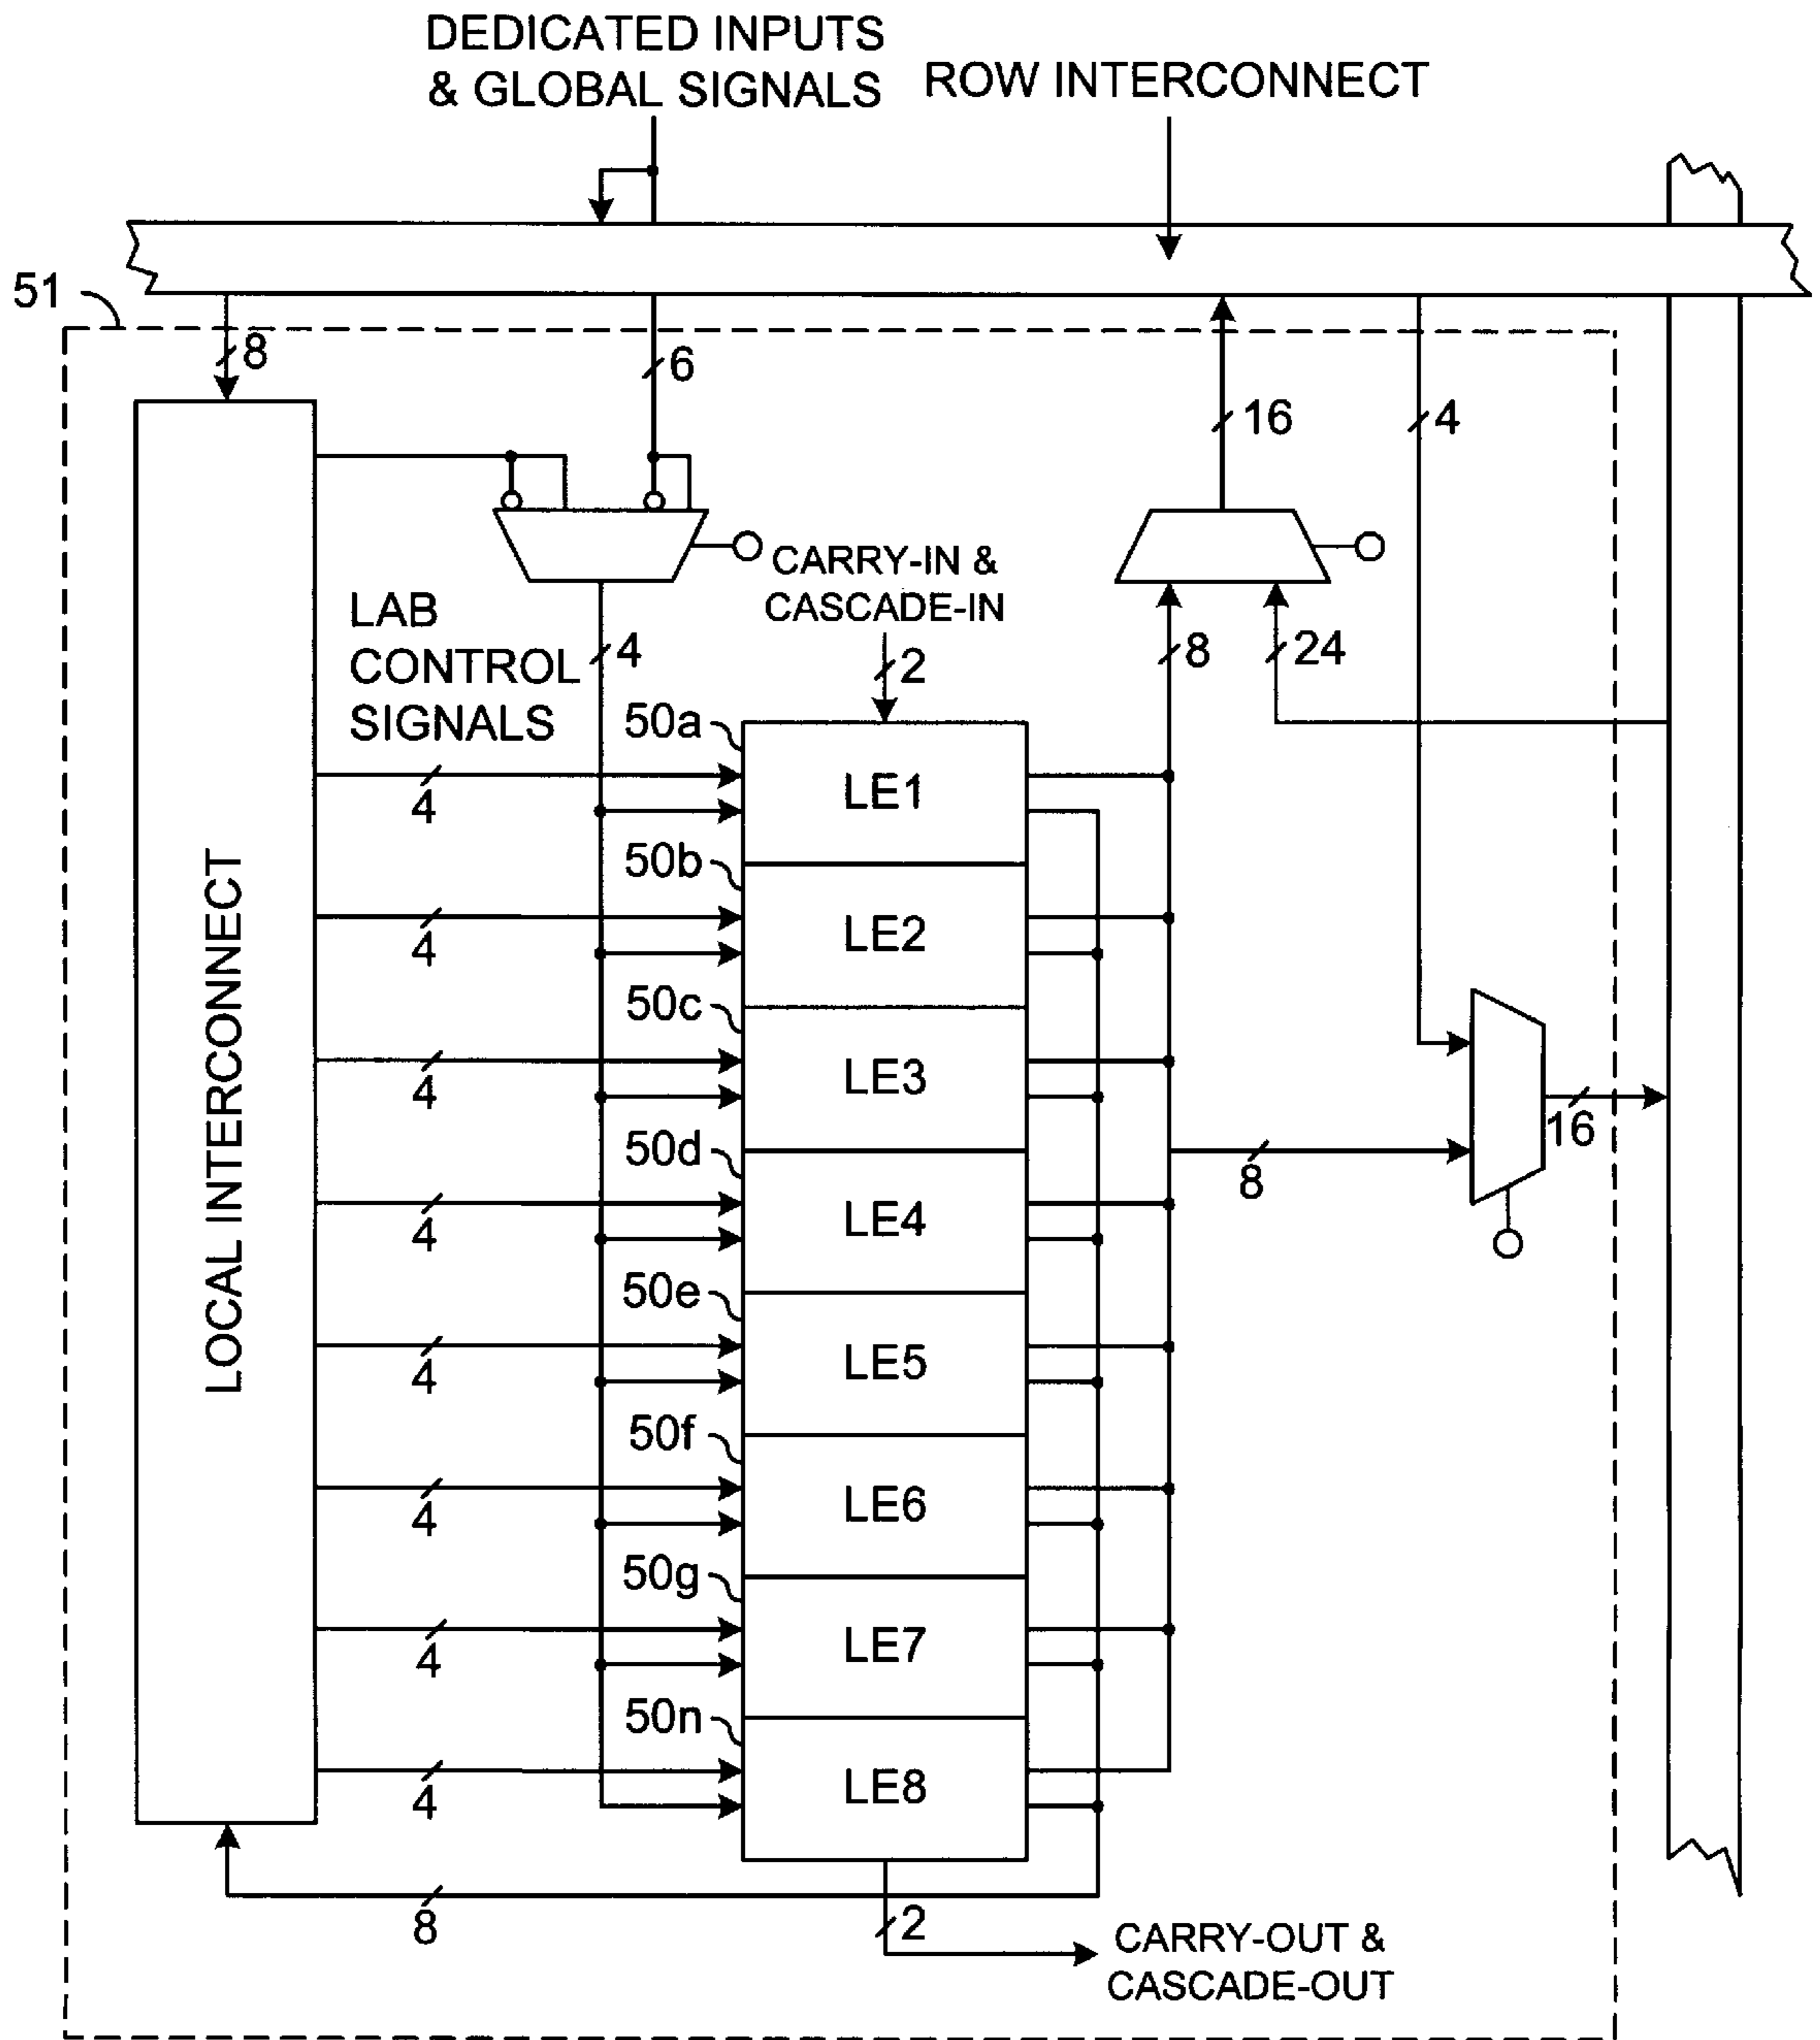 DEDICATED INPUTS
& GLOBAL SIGNALS
ROW INTERCONNECT
51
8
6
16
4
CARRY-IN &
CASCADE-IN
LAB
CONTROL
SIGNALS
4
2
8
24
LOCAL INTERCONNECT
50a
4
LE1
50b
4
LE2
50c
4
LE3
50d
4
LE4
8
16
50e
4
LE5
50f
4
LE6
50g
4
LE7
50n
4
LE8
8
2
CARRY-OUT &
CASCADE-OUT